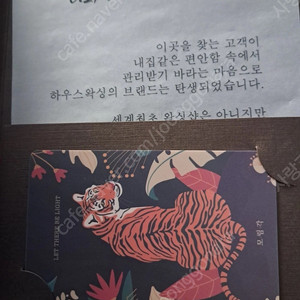 이곳을 찾는 고객이
내집같은 편안함 속에서
관리받기 바라는 마음으로
하우스왁싱의 브랜드는 탄생되었습니다.
세계최초 왁싱샵은 아니지만
LET THERE BE LIGHT